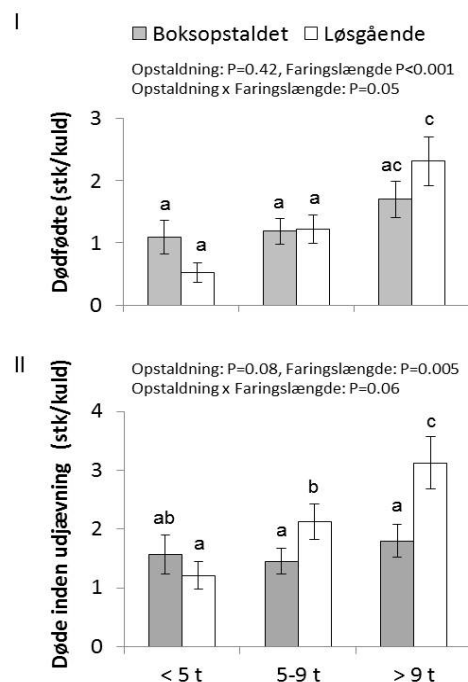 I
Boksopstaldet Løsgående
Opstaldning: P=0.42, Faringslængde P<0.001
Opstaldning x Faringslængde: P=0.05
Dødfødte (stk/kuld)
3
2
1
0
a
a
a
a
ac
c
II
Opstaldning: P=0.08, Faringslængde: P=0.005
Opstaldning x Faringslængde: P=0.06
Døde inden udjævning (stk/kuld)
4
3
2
1
0
ab
a
a
b
a
c
< 5 t 5-9 t > 9 t